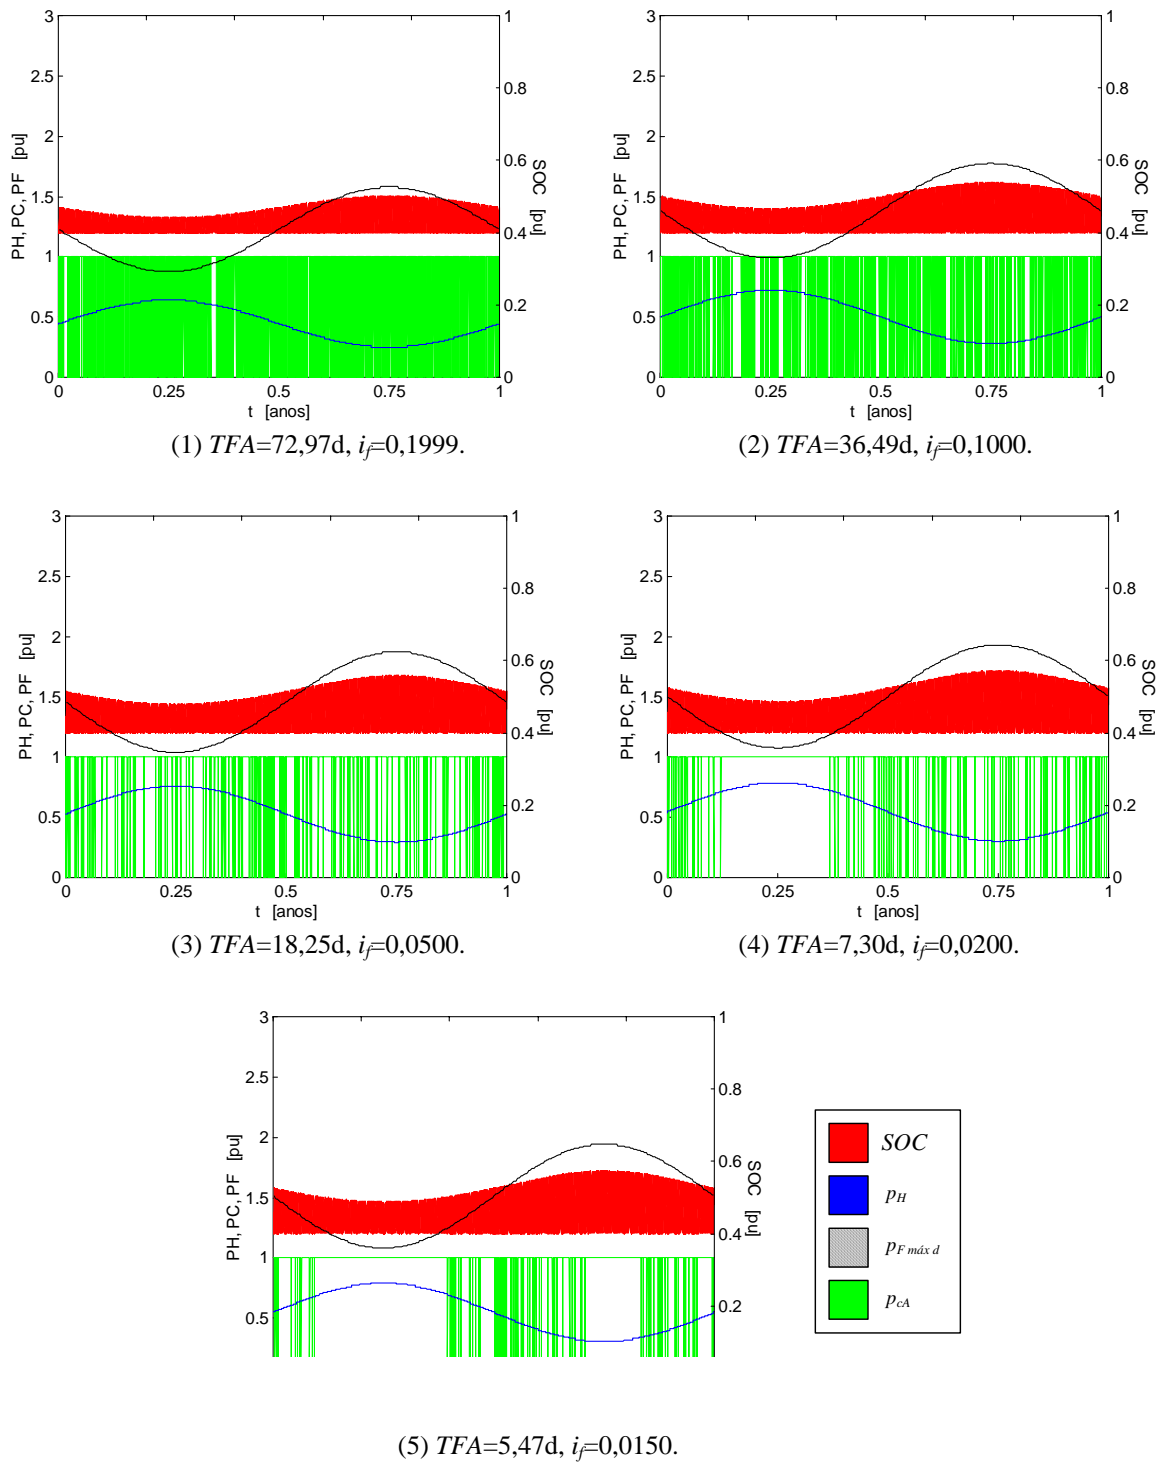 3
2.5
2
1.5
1
0.5
0
PH, PC, PF [pu]
1
0.8
0.6
0.4
0.2
0
SOC [pu]
0 0.25 0.5 0.75 1
t [anos]
(1) TFA=72,97d, if=0,1999.
3
2.5
2
1.5
1
0.5
0
PH, PC, PF [pu]
1
0.8
0.6
0.4
0.2
0
SOC [pu]
0 0.25 0.5 0.75 1
t [anos]
(2) TFA=36,49d, if=0,1000.
3
2.5
2
1.5
1
0.5
0
PH, PC, PF [pu]
1
0.8
0.6
0.4
0.2
0
SOC [pu]
0 0.25 0.5 0.75 1
t [anos]
(3) TFA=18,25d, if=0,0500.
3
2.5
2
1.5
1
0.5
0
PH, PC, PF [pu]
1
0.8
0.6
0.4
0.2
0
SOC [pu]
0 0.25 0.5 0.75 1
t [anos]
(4) TFA=7,30d, if=0,0200.
3
2.5
2
1.5
1
0.5
PH, PC, PF [pu]
1
0.8
0.6
0.4
0.2
SOC [pu]
SOC
pH
pF máx d
pcA
(5) TFA=5,47d, if=0,0150.